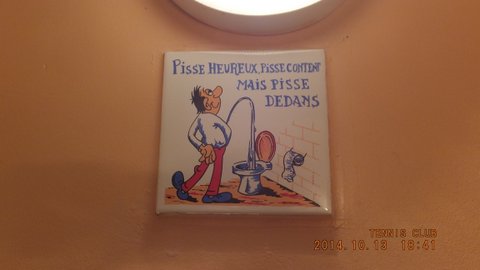 PISSE HEUREUX, PISSE CONTENT
MAIS PISSE
DEDANS
TENNIS CLUB
2014.10.13 18:41